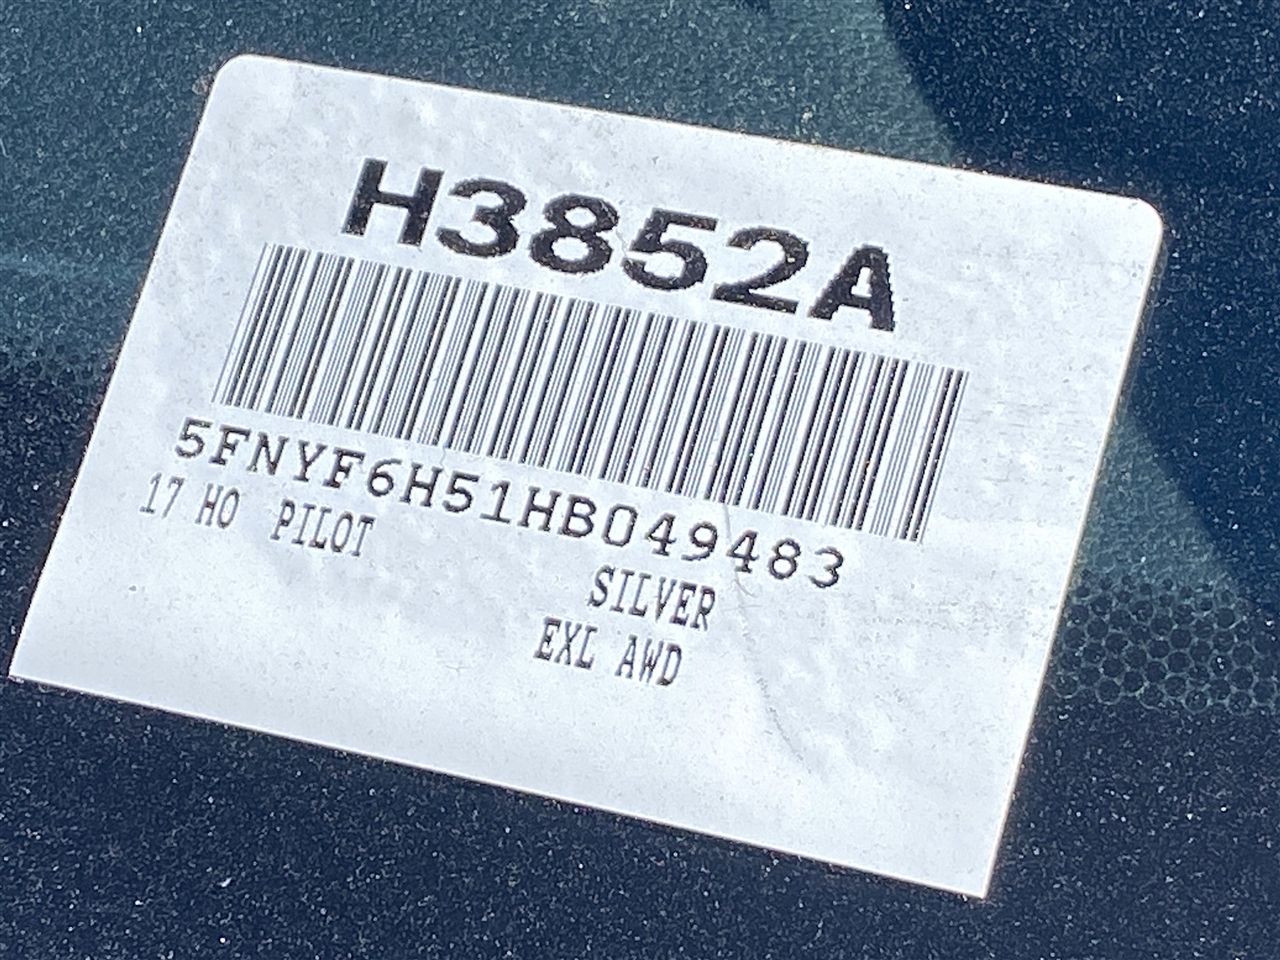 H3852A
5FNYF6H51HB049483
17 HO PILOT
SILVER
EXL AWD